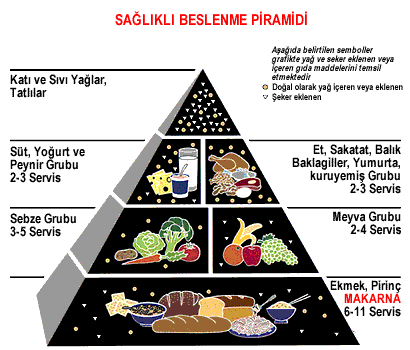 SAĞLIKLI BESLENME PİRAMİDİ
Aşağıda belirtilen semboller
grafikte yağ ve seker eklenen veya
içeren gıda maddelerini temsil
etmektedir
Doğal olarak yağ içeren veya eklenen
Şeker eklenen
Katı ve Sıvı Yağlar,
Tatlılar
Süt, Yoğurt ve
Peynir Grubu
2-3 Servis
Et, Sakatat, Balık
Baklagiller, Yumurta,
kuruyemiş Grubu
2-3 Servis
Sebze Grubu
3-5 Servis
Meyva Grubu
2-4 Servis
Ekmek, Pirinç
MAKARNA
6-11 Servis